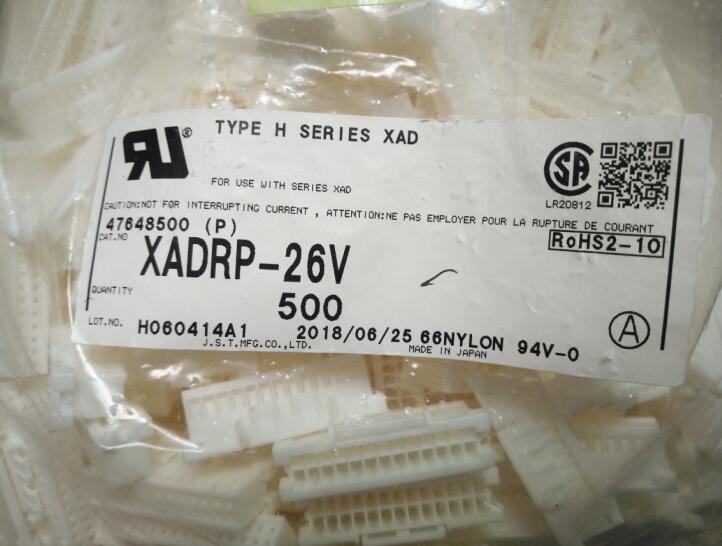 TYPE H SERIES XAD
FOR USE WITH SERIES XAD
LR20812
CAUTION:NOT FOR INTERRUPTING CURRENT , ATTENTION:NE PAS EMPLOYER POUR LA RUPTURE DE COURANT
47648500 (P)
RoHS2-10
CAT.NO
XADRP-26V
QUANTITY
500
LOT.NO.
H060414A1
2018/06/25 66NYLON 94V-0
A
J.S.T.MFG.CO.,LTD.
MADE IN JAPAN